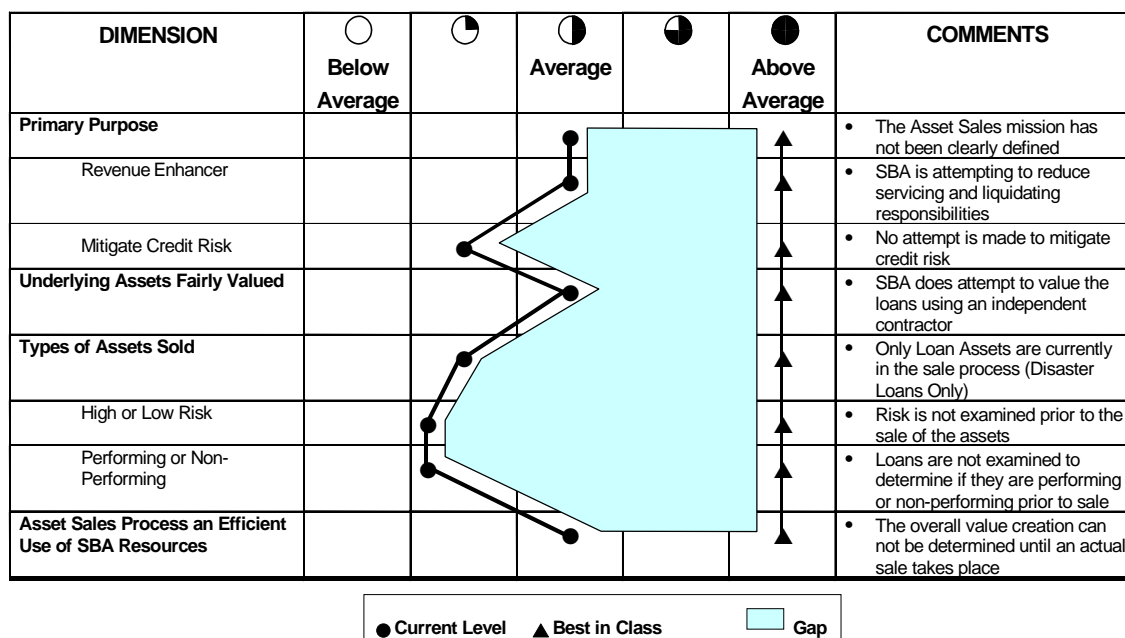 DIMENSION
Below
Average
Average
Above
Average
COMMENTS
Primary Purpose
• The Asset Sales mission has
not been clearly defined
Revenue Enhancer
• SBA is attempting to reduce
servicing and liquidating
responsibilities
Mitigate Credit Risk
• No attempt is made to mitigate
credit risk
Underlying Assets Fairly Valued
• SBA does attempt to value the
loans using an independent
contractor
Types of Assets Sold
• Only Loan Assets are currently
in the sale process (Disaster
Loans Only)
High or Low Risk
• Risk is not examined prior to the
sale of the assets
Performing or Non-
Performing
• Loans are not examined to
determine if they are performing
or non-performing prior to sale
Asset Sales Process an Efficient
Use of SBA Resources
• The overall value creation can
not be determined until an actual
sale takes place
Current Level
Best in Class
Gap